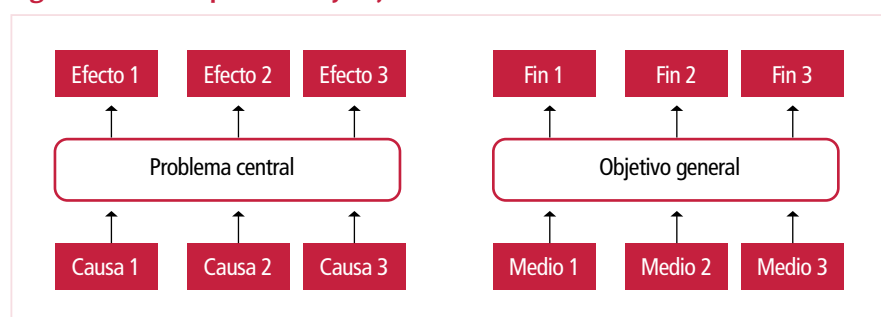 Efecto 1 Efecto 2 Efecto 3 Fin 1 Fin 2 Fin 3
Problema central Objetivo general
Causa 1 Causa 2 Causa 3 Medio 1 Medio 2 Medio 3